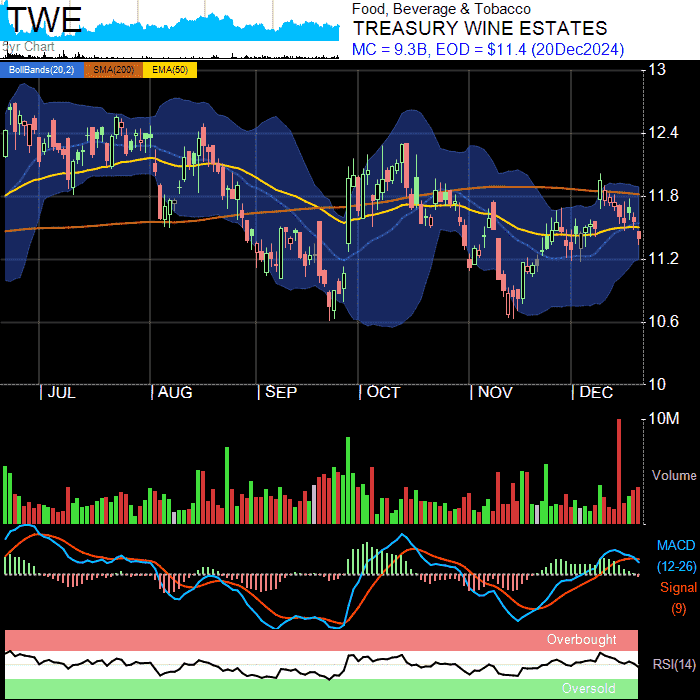 TWE
5yr Chart
Food, Beverage & Tobacco
TREASURY WINE ESTATES
MC = 9.3B, EOD = $11.4 (20Dec2024)
BollBands(20,2) SMA(200) EMA(50)
13
12.4
11.8
11.2
10.6
10
JUL AUG SEP OCT NOV DEC
10M
Volume
MACD
(12-26)
Signal
(9)
Overbought
RSI(14)
Oversold